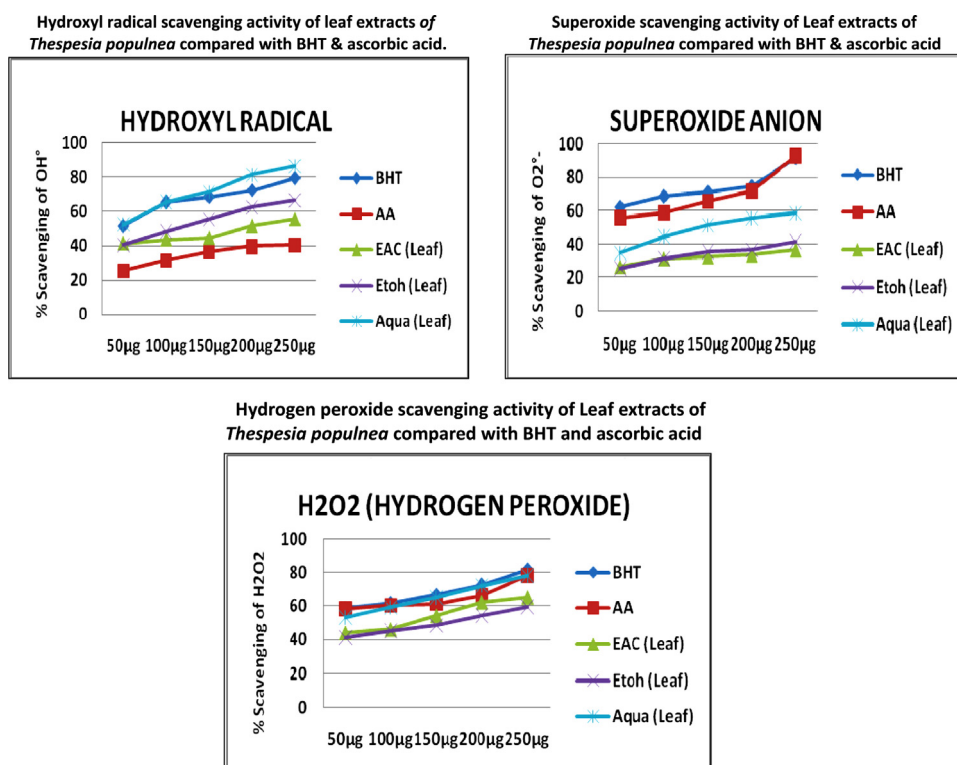 Hydroxyl radical scavenging activity of leaf extracts of
Thespesia populnea compared with BHT & ascorbic acid.
HYDROXYL RADICAL
% Scavenging of OH°
100
80
60
40
20
0
50µg 100µg 150µg 200µg 250µg
BHT
AA
EAC (Leaf)
Etoh (Leaf)
Aqua (Leaf)
Superoxide scavenging activity of Leaf extracts of
Thespesia populnea compared with BHT & ascorbic acid
SUPEROXIDE ANION
% Scavenging of O2°-
100
80
60
40
20
0
50µg 100µg 150µg 200µg 250µg
BHT
AA
EAC (Leaf)
Etoh (Leaf)
Aqua (Leaf)
Hydrogen peroxide scavenging activity of Leaf extracts of
Thespesia populnea compared with BHT and ascorbic acid
H2O2 (HYDROGEN PEROXIDE)
% Scavenging of H2O2
100
80
60
40
20
0
50µg 100µg 150µg 200µg 250µg
BHT
AA
EAC (Leaf)
Etoh (Leaf)
Aqua (Leaf)